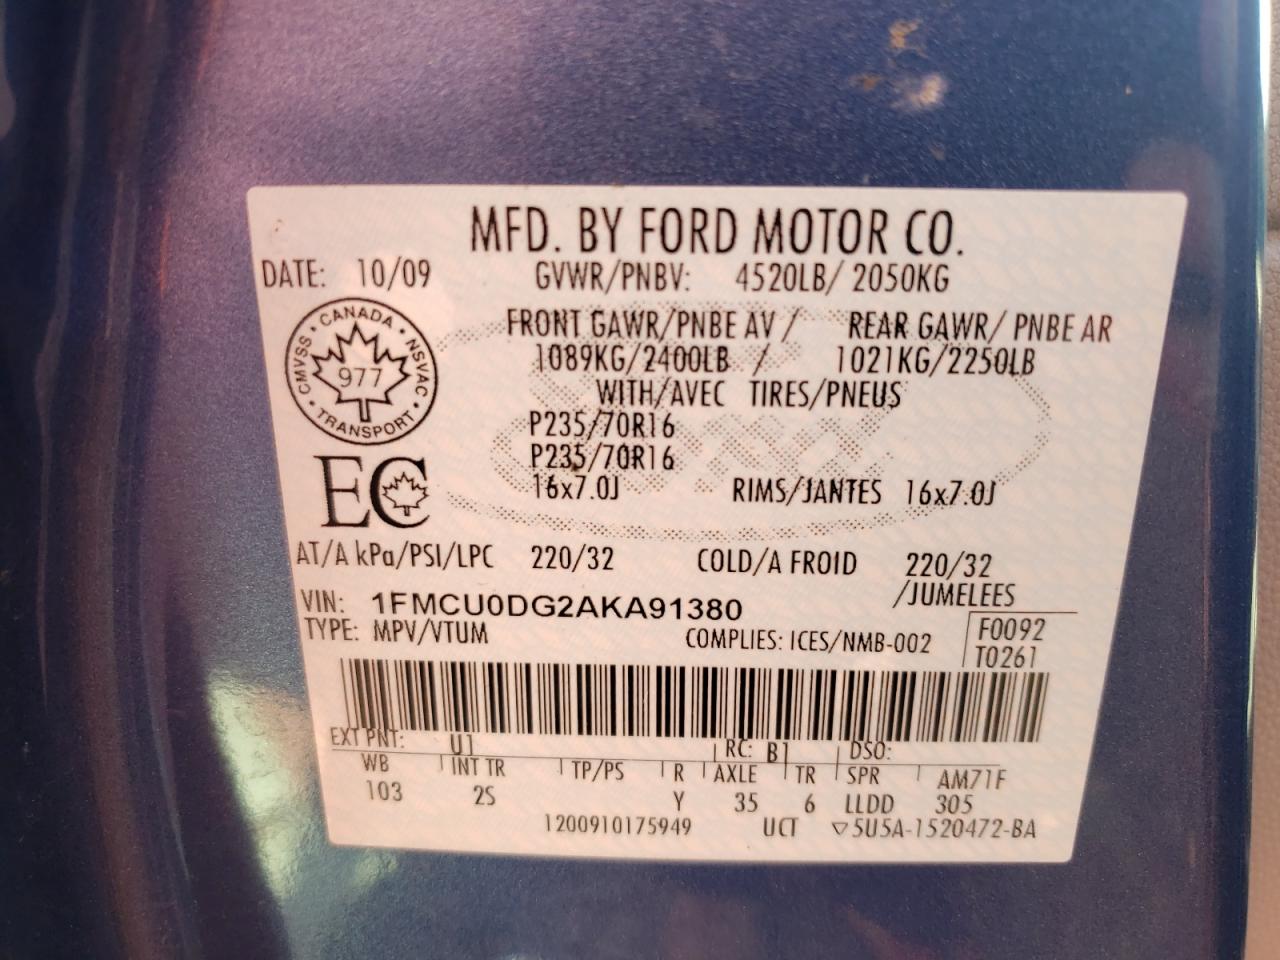 MFD. BY FORD MOTOR CO.
DATE: 10/09 GVWR/PNBV: 4520LB/ 2050KG
FRONT GAWR/PNBE AV / REAR GAWR/ PNBE AR
1089KG/2400LB / 1021KG/2250LB
WITH/AVEC TIRES/PNEUS
P235/70R16
P235/70R16
16x7.0J RIMS/JANTES 16x7.0J
CANADA
CMVSS NSVAC
977
TRANSPORT
EC
AT/A kPa/PSI/LPC 220/32 COLD/A FROID 220/32
/JUMELEES
VIN: 1FMCU0DG2AKA91380
TYPE: MPV/VTUM COMPLIES: ICES/NMB-002
F0092
T0261
EXT PNT: U1 RC: B1 DSO:
WB INT TR TP/PS R AXLE TR SPR AM71F
103 2S Y 35 6 LLDD 305
1200910175949 UCT ▽5U5A-1520472-BA